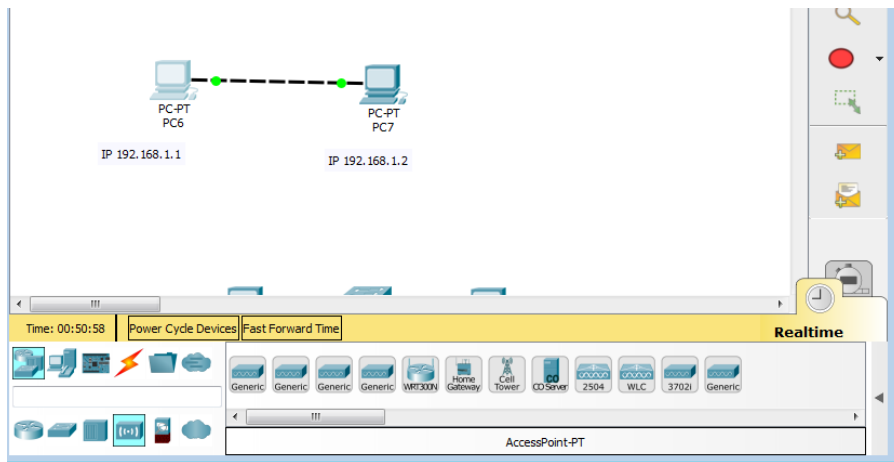 PC-PT
PC6
PC-PT
PC7
IP 192.168.1.1
IP 192.168.1.2
Time: 00:50:58
Power Cycle Devices
Fast Forward Time
Realtime
Generic
Generic
Generic
Generic
WRT300N
Home
Gateway
Cell
Tower
CO
CO Server
2504
WLC
3702i
Generic
AccessPoint-PT